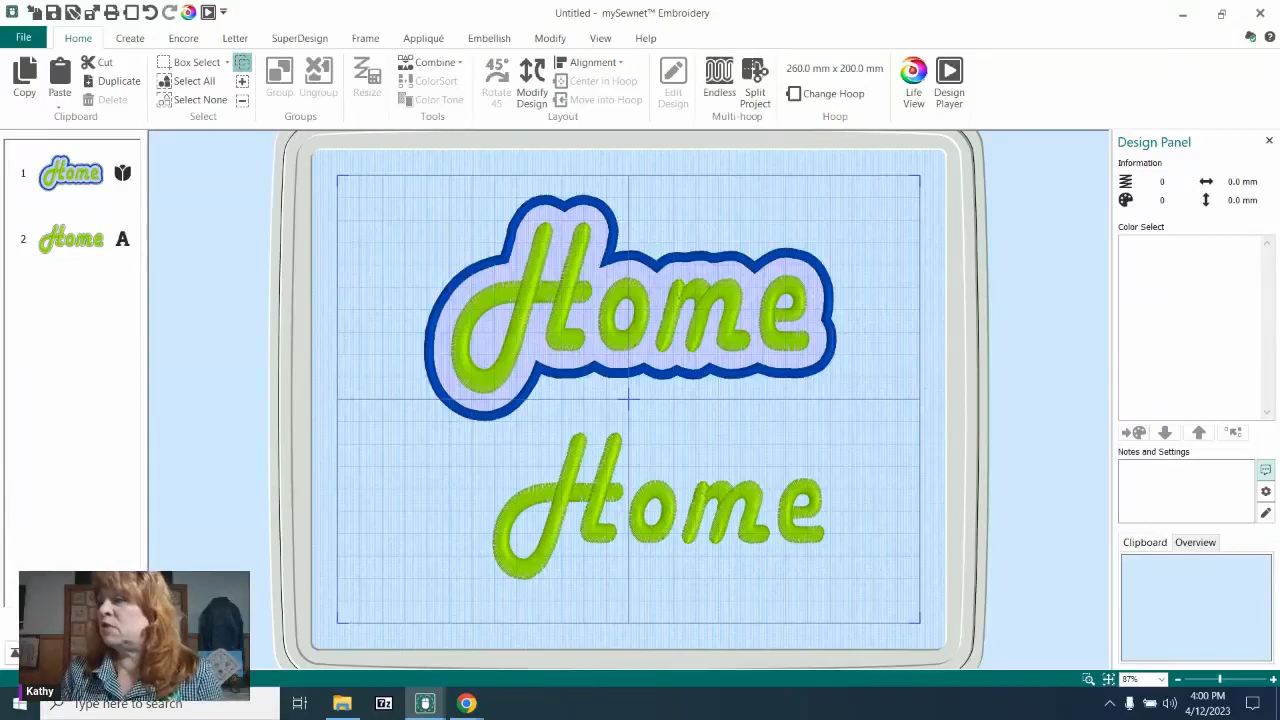 Untitled - mySewnet™ Embroidery
File Home Create Encore Letter SuperDesign Frame Appliqué Embellish Modify View Help
Copy Paste Cut Duplicate Delete
Box Select Select All Select None
Group Ungroup Resize
Combine ColorSort Color Tone
Rotate 45 Modify Design
Alignment Center in Hoop Move into Hoop
Edit Design Endless Split Project
260.0 mm x 200.0 mm Change Hoop
Life View Design Player
Clipboard Select Groups Tools Layout Multi-hoop Hoop
1 Home
2 Home A
Home
Home
Design Panel
Information
0 0.0 mm
0 0.0 mm
Color Select
Notes and Settings
Clipboard Overview
87%
Kathy
Type here to search
7z
4:00 PM
4/12/2023